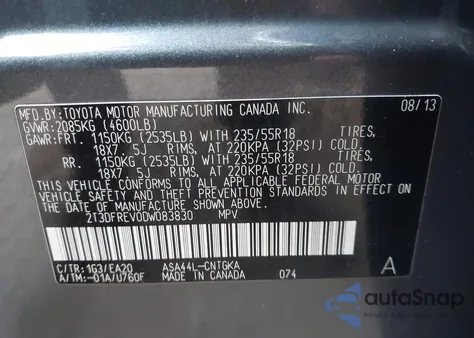 MFD.BY:TOYOTA MOTOR MANUFACTURING CANADA INC. 08/13
GVWR:2085KG (4600LB)
GAWR:FRT. 1150KG (2535LB) WITH 235/55R18 TIRES,
18X7.5J RIMS, AT 220KPA (32PSI) COLD.
RR. 1150KG (2535LB) WITH 235/55R18 TIRES,
18X7.5J RIMS, AT 220KPA (32PSI) COLD.
THIS VEHICLE CONFORMS TO ALL APPLICABLE FEDERAL MOTOR
VEHICLE SAFETY, BUMPER, AND THEFT PREVENTION STANDARDS IN EFFECT
ON THE DATE OF MANUFACTURE SHOWN ABOVE.
2T3DFREV0DW083830 MPV
C/TR:1G3/EA20 ASA44L-CNTGKA
A/TM:-01A/U760F MADE IN CANADA 074 A
autoSnap